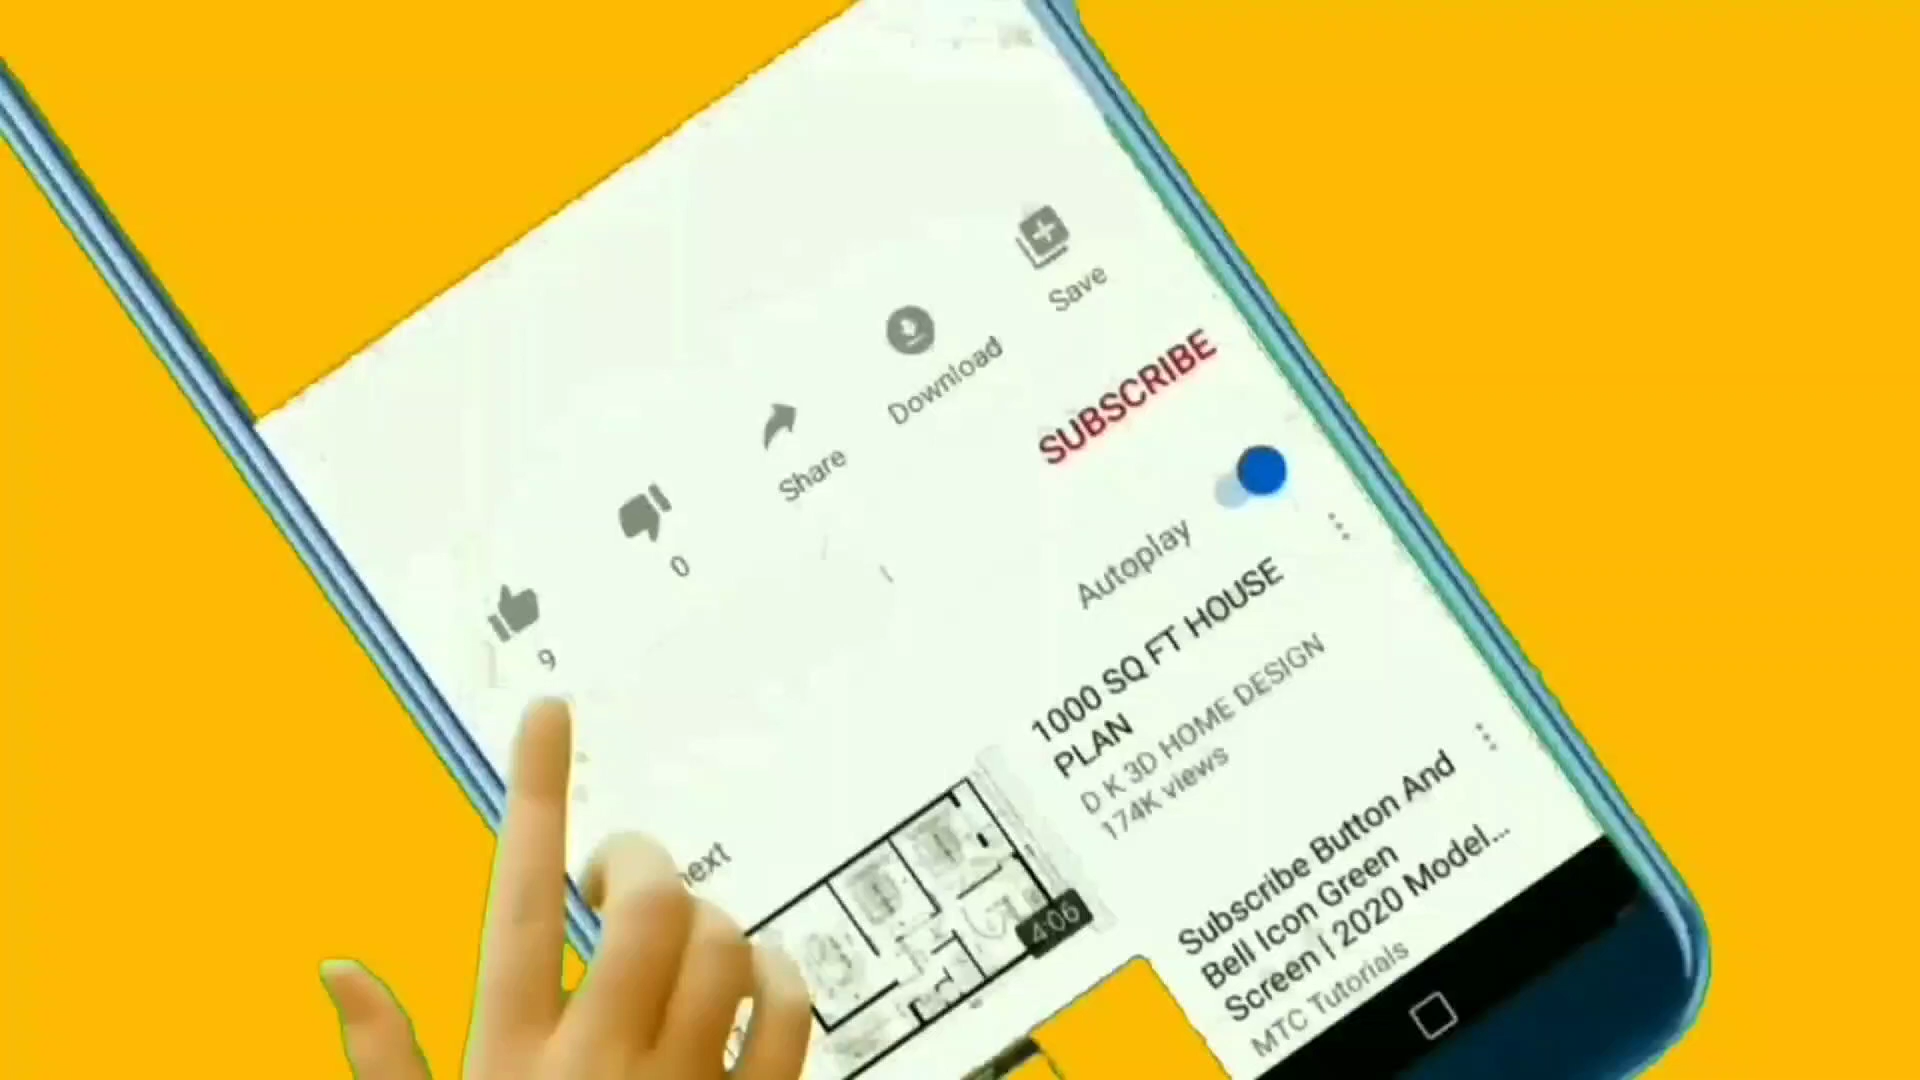 Save
Download
Share
0
9
SUBSCRIBE
Autoplay
next
1000 SQ FT HOUSE
PLAN
D K 3D HOME DESIGN
174K views
4:06
Subscribe Button And
Bell Icon Green
Screen | 2020 Model...
MTC Tutorials